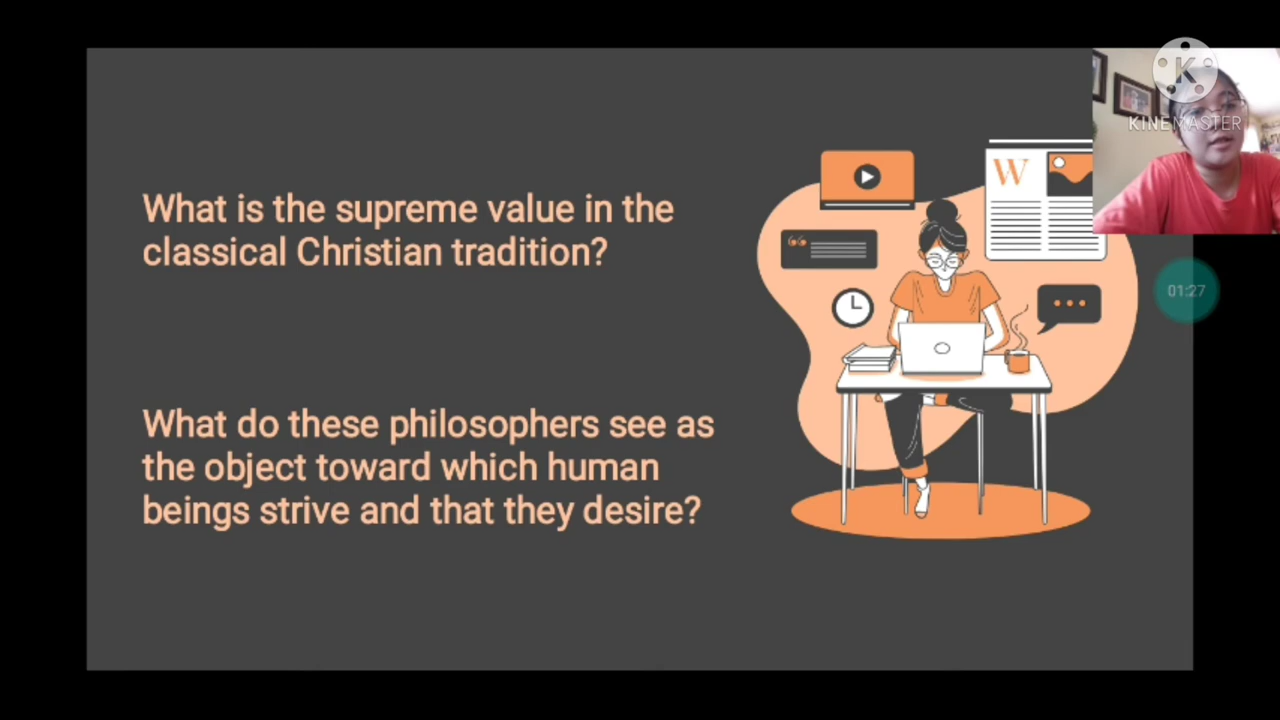 What is the supreme value in the
classical Christian tradition?
What do these philosophers see as
the object toward which human
beings strive and that they desire?
W
K
KINEMASTER
01:27